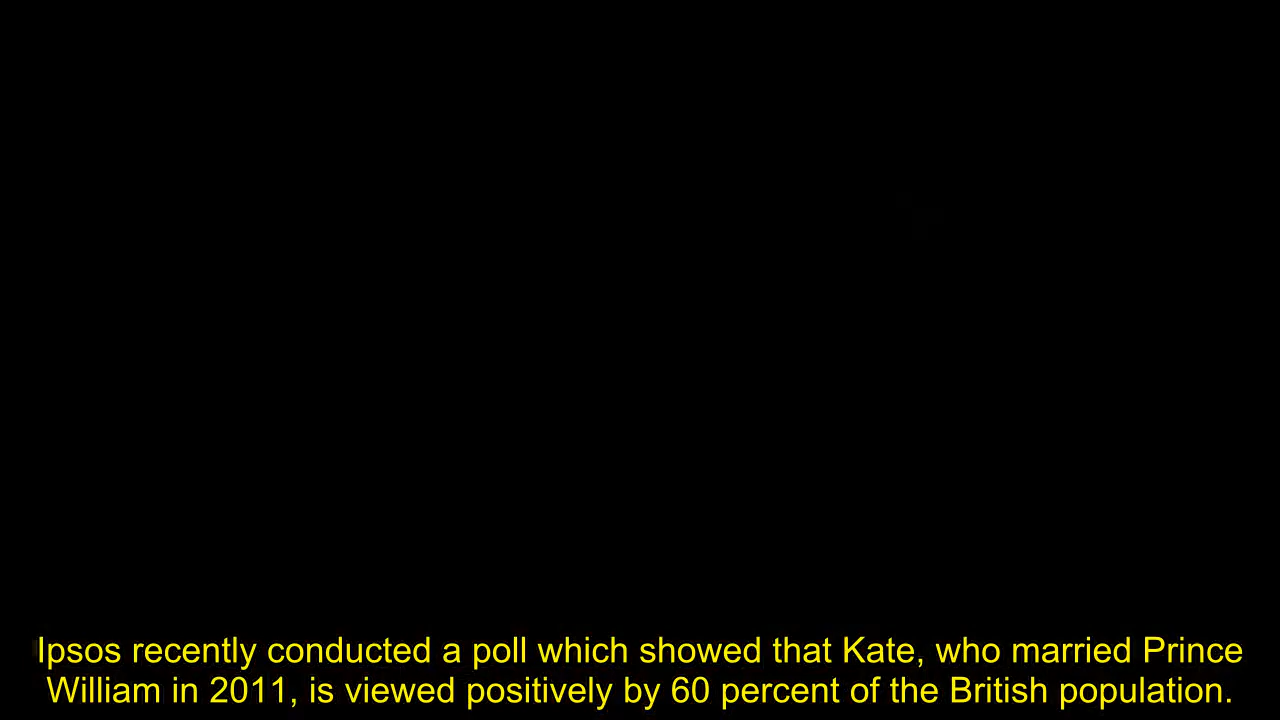 Ipsos recently conducted a poll which showed that Kate, who married Prince
William in 2011, is viewed positively by 60 percent of the British population.